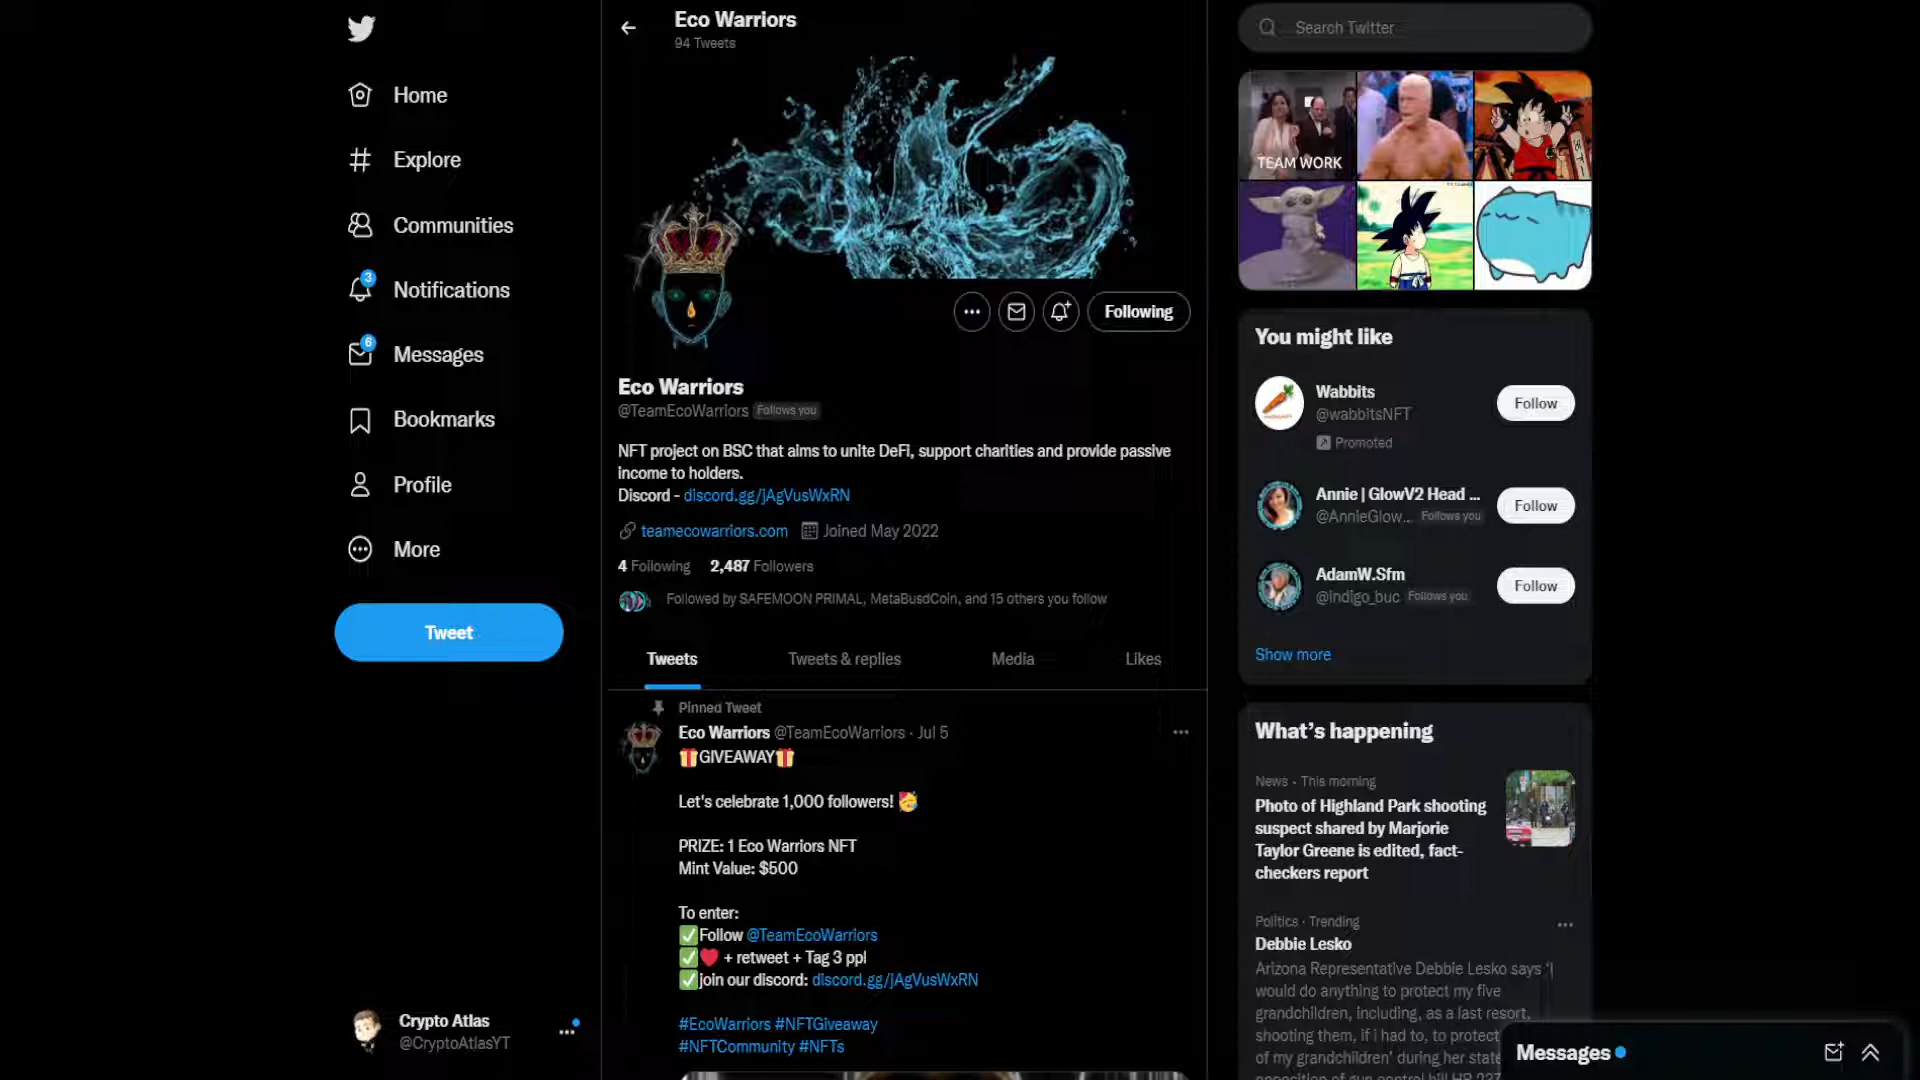 Home
Explore
Communities
3
Notifications
6
Messages
Bookmarks
Profile
More
Tweet
Crypto Atlas
@CryptoAtlasYT
Eco Warriors
94 Tweets
Following
Eco Warriors
@TeamEcoWarriors Follows you
NFT project on BSC that aims to unite DeFi, support charities and provide passive
income to holders.
Discord - discord.gg/jAgVusWxRN
teamecowarriors.com Joined May 2022
4 Following 2,487 Followers
Followed by SAFEMOON PRIMAL, MetaBusdCoin, and 15 others you follow
Tweets Tweets & replies Media Likes
Pinned Tweet
Eco Warriors @TeamEcoWarriors · Jul 5
🎁GIVEAWAY🎁
Let's celebrate 1,000 followers! 🥳
PRIZE: 1 Eco Warriors NFT
Mint Value: $500
To enter:
✅Follow @TeamEcoWarriors
✅❤️ + retweet + Tag 3 ppl
✅join our discord: discord.gg/jAgVusWxRN
#EcoWarriors #NFTGiveaway
#NFTCommunity #NFTs
Search Twitter
TEAM WORK
You might like
Wabbits
@wabbitsNFT
Promoted
Follow
Annie | GlowV2 Head ...
@AnnieGlow... Follows you
Follow
AdamW.Sfm
@indigo_buc Follows you
Follow
Show more
What's happening
News · This morning
Photo of Highland Park shooting
suspect shared by Marjorie
Taylor Greene is edited, fact-
checkers report
Politics · Trending
Debbie Lesko
Arizona Representative Debbie Lesko says 'I
would do anything to protect my five
grandchildren, including, as a last resort,
shooting them, if i had to, to protect
of my grandchildren' during her state
Messages